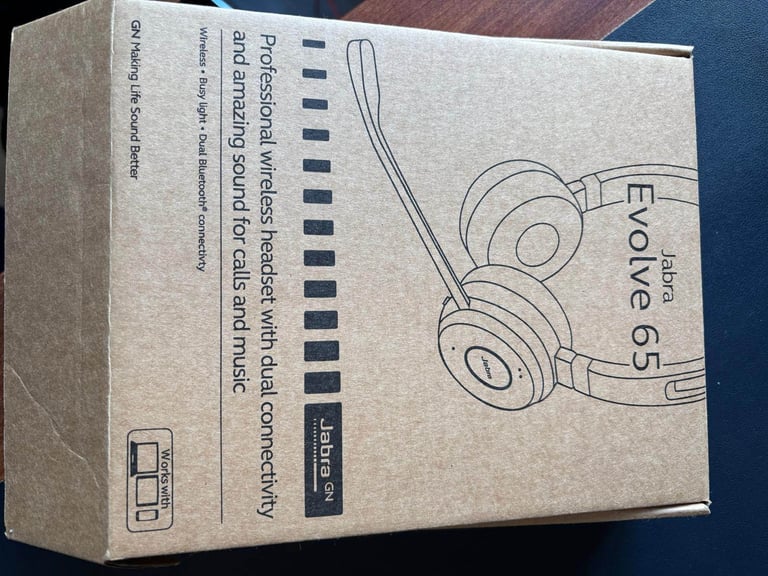 Jabra
Evolve 65
Jabra
Jabra GN
Professional wireless headset with dual connectivity
and amazing sound for calls and music
Wireless • Busy light • Dual Bluetooth® connectivty
Works with
GN Making Life Sound Better